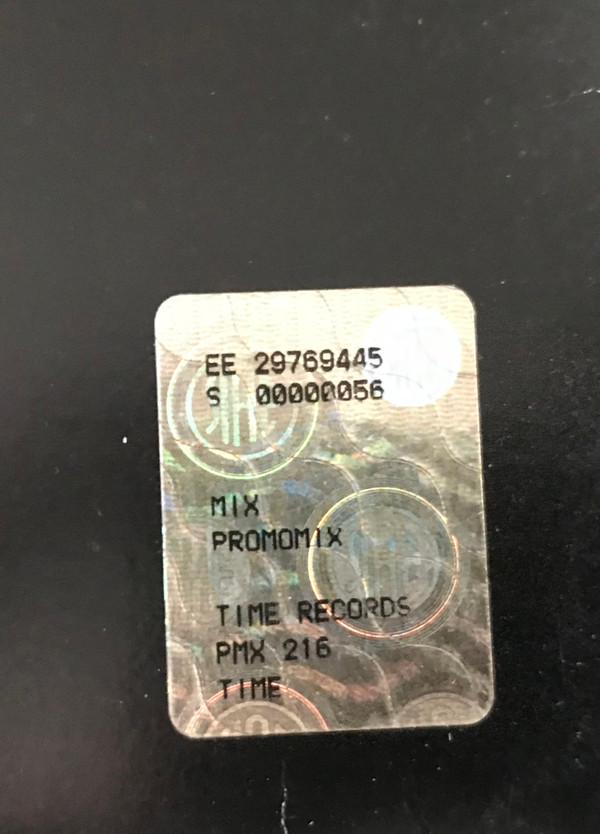 EE 29769445
S 00000056
MIX
PROMOMIX
TIME RECORDS
PMX 216
TIME